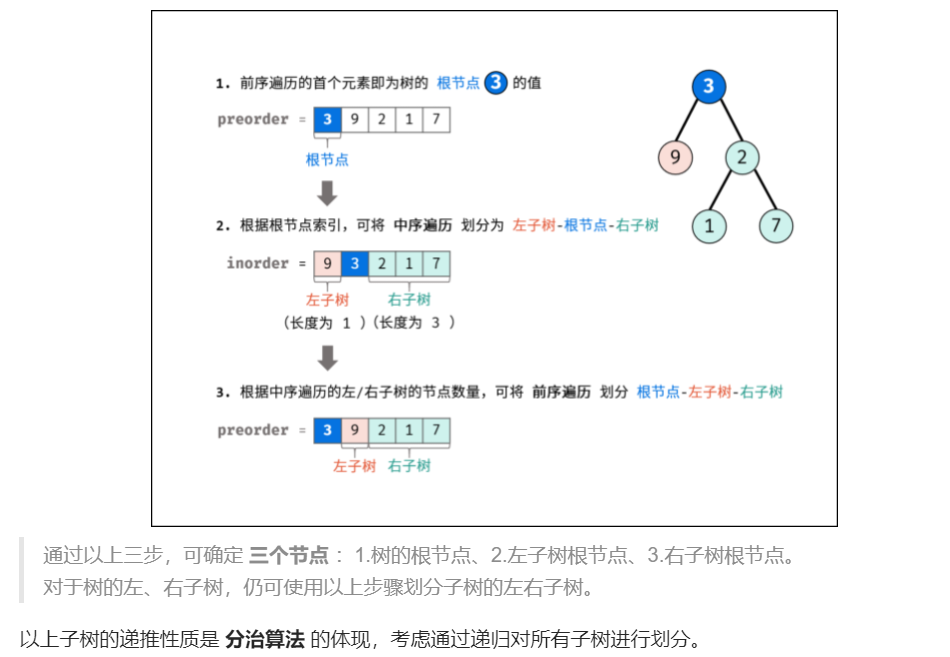 1. 前序遍历的首个元素即为树的 根节点 3 的值
preorder = 3 9 2 1 7
根节点
2. 根据根节点索引，可将 中序遍历 划分为 左子树-根节点-右子树
inorder = 9 3 2 1 7
左子树 右子树
（长度为 1 ）（长度为 3 ）
3. 根据中序遍历的左/右子树的节点数量，可将 前序遍历 划分 根节点-左子树-右子树
preorder = 3 9 2 1 7
左子树 右子树
3
9 2
1 7
通过以上三步，可确定 三个节点 ：1.树的根节点、2.左子树根节点、3.右子树根节点。
对于树的左、右子树，仍可使用以上步骤划分子树的左右子树。
以上子树的递推性质是 分治算法 的体现，考虑通过递归对所有子树进行划分。